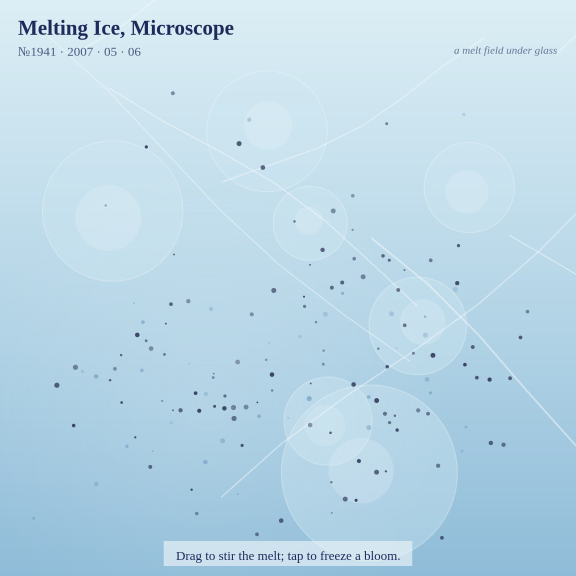 Melting Ice, Microscope
№1941 · 2007 · 05 · 06
a melt field under glass
Drag to stir the melt; tap to freeze a bloom.